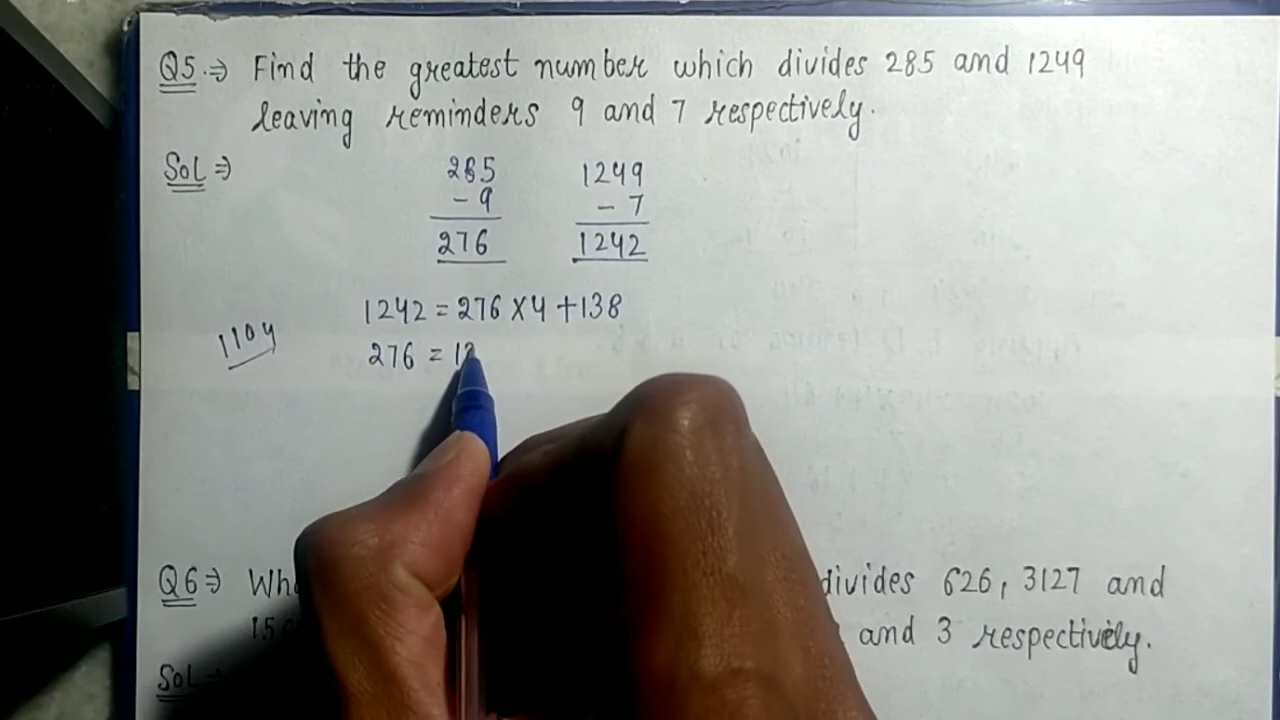 Q5.⇒ Find the greatest number which divides 285 and 1249
leaving reminders 9 and 7 respectively.
Sol ⇒
285 1249
- 9 - 7
276 1242
1242 = 276 X 4 + 138
1104
276 =
Q6⇒ divides 626, 3127 and
and 3 respectively.
Sol